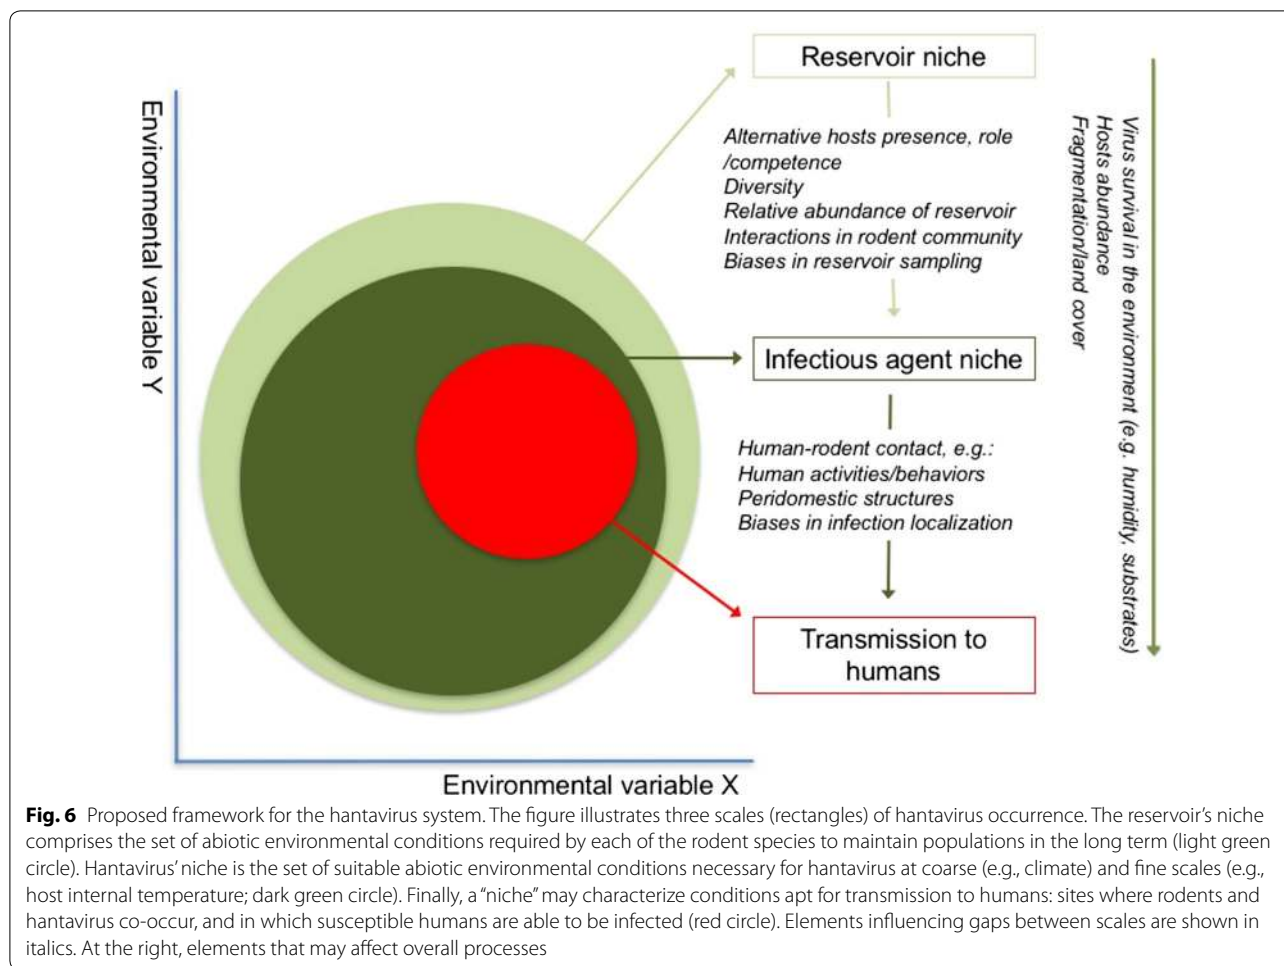 Environmental variable Y
Environmental variable X
Reservoir niche
Alternative hosts presence, role
/competence
Diversity
Relative abundance of reservoir
Interactions in rodent community
Biases in reservoir sampling
Infectious agent niche
Human-rodent contact, e.g.:
Human activities/behaviors
Peridomestic structures
Biases in infection localization
Transmission to
humans
Virus survival in the environment (e.g. humidity, substrates)
Hosts abundance
Fragmentation/land cover
Fig. 6 Proposed framework for the hantavirus system. The figure illustrates three scales (rectangles) of hantavirus occurrence. The reservoir’s niche
comprises the set of abiotic environmental conditions required by each of the rodent species to maintain populations in the long term (light green
circle). Hantavirus’ niche is the set of suitable abiotic environmental conditions necessary for hantavirus at coarse (e.g., climate) and fine scales (e.g.,
host internal temperature; dark green circle). Finally, a “niche” may characterize conditions apt for transmission to humans: sites where rodents and
hantavirus co-occur, and in which susceptible humans are able to be infected (red circle). Elements influencing gaps between scales are shown in
italics. At the right, elements that may affect overall processes